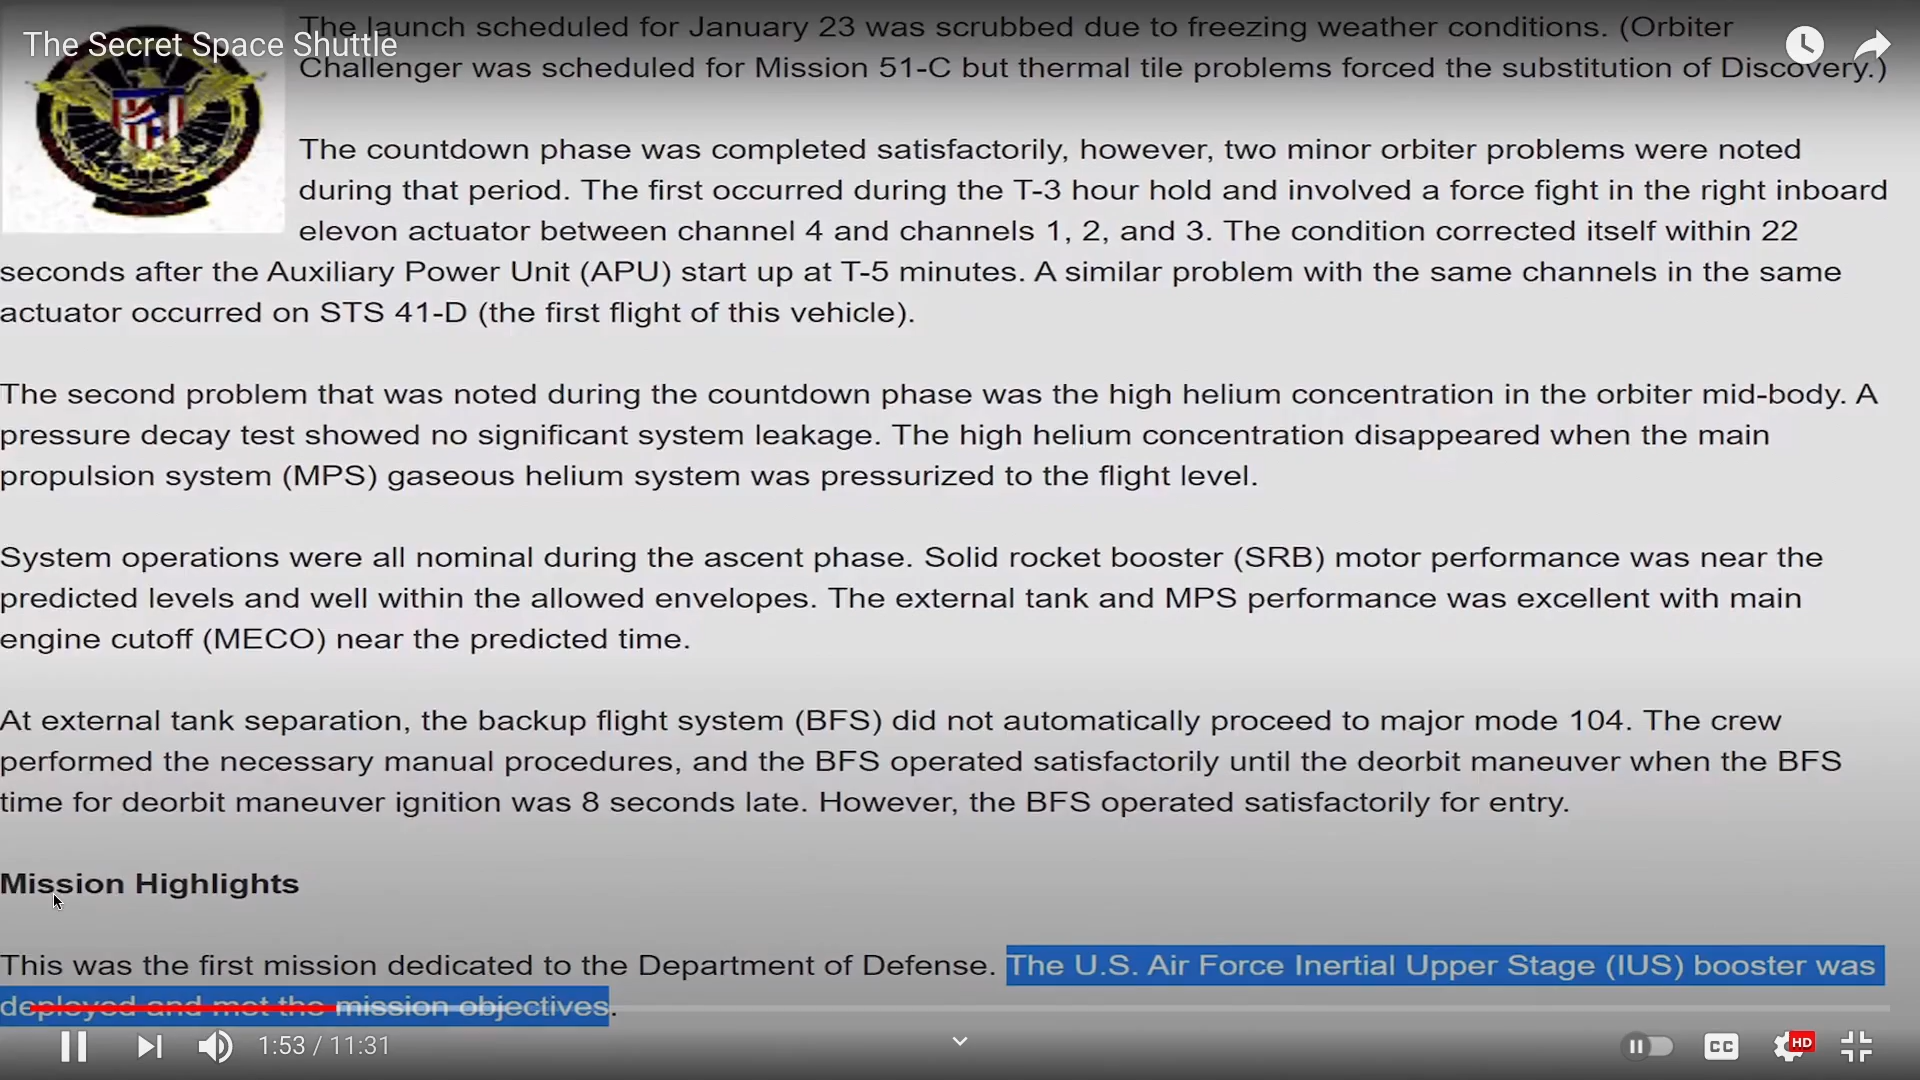 The Secret Space Shuttle
The launch scheduled for January 23 was scrubbed due to freezing weather conditions. (Orbiter
Challenger was scheduled for Mission 51-C but thermal tile problems forced the substitution of Discovery.)
The countdown phase was completed satisfactorily, however, two minor orbiter problems were noted
during that period. The first occurred during the T-3 hour hold and involved a force fight in the right inboard
elevon actuator between channel 4 and channels 1, 2, and 3. The condition corrected itself within 22
seconds after the Auxiliary Power Unit (APU) start up at T-5 minutes. A similar problem with the same channels in the same
actuator occurred on STS 41-D (the first flight of this vehicle).
The second problem that was noted during the countdown phase was the high helium concentration in the orbiter mid-body. A
pressure decay test showed no significant system leakage. The high helium concentration disappeared when the main
propulsion system (MPS) gaseous helium system was pressurized to the flight level.
System operations were all nominal during the ascent phase. Solid rocket booster (SRB) motor performance was near the
predicted levels and well within the allowed envelopes. The external tank and MPS performance was excellent with main
engine cutoff (MECO) near the predicted time.
At external tank separation, the backup flight system (BFS) did not automatically proceed to major mode 104. The crew
performed the necessary manual procedures, and the BFS operated satisfactorily until the deorbit maneuver when the BFS
time for deorbit maneuver ignition was 8 seconds late. However, the BFS operated satisfactorily for entry.
Mission Highlights
This was the first mission dedicated to the Department of Defense. The U.S. Air Force Inertial Upper Stage (IUS) booster was
deployed and met the mission objectives.
1:53 / 11:31
CC
HD